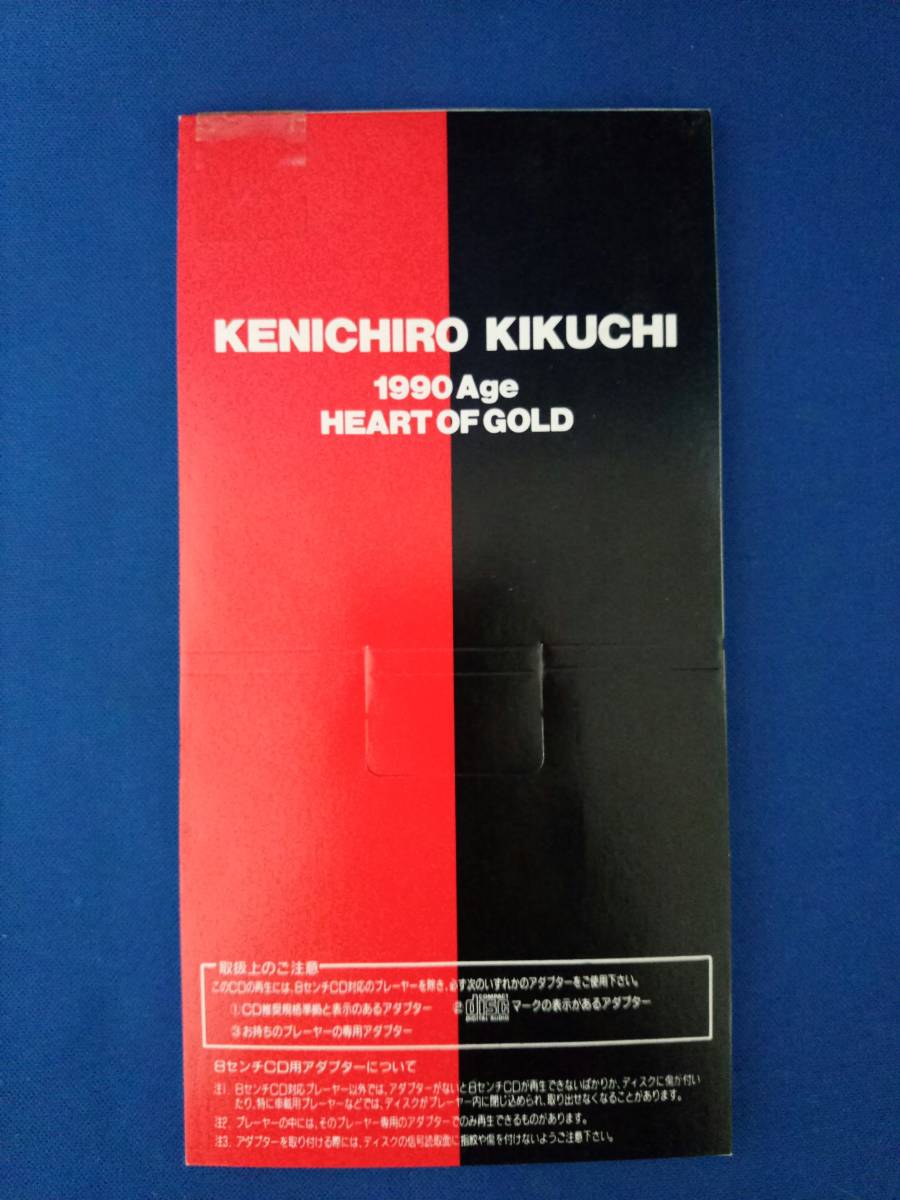 KENICHIRO KIKUCHI
1990 Age
HEART OF GOLD
取扱上のご注意
このCDの再生には、8センチCD対応のプレーヤーを除き、必ず次のいずれかのアダプターをご使用下さい。
①CD推奨規格準拠と表示のあるアダプター ② COMPACT disc DIGITAL AUDIO マークの表示があるアダプター
③お持ちのプレーヤーの専用アダプター
8センチCD用アダプターについて
注1. 8センチCD対応プレーヤー以外では、アダプターがないと8センチCDが再生できないばかりか、ディスクに傷が付い
たり、特に車載用プレーヤーなどでは、ディスクがプレーヤー内に閉じ込められ、取り出せなくなることがあります。
注2. プレーヤーの中には、そのプレーヤー専用のアダプターでのみ再生できるものがあります。
注3. アダプターを取り付ける際には、ディスクの信号読取面に指紋や傷を付けないようご注意下さい。